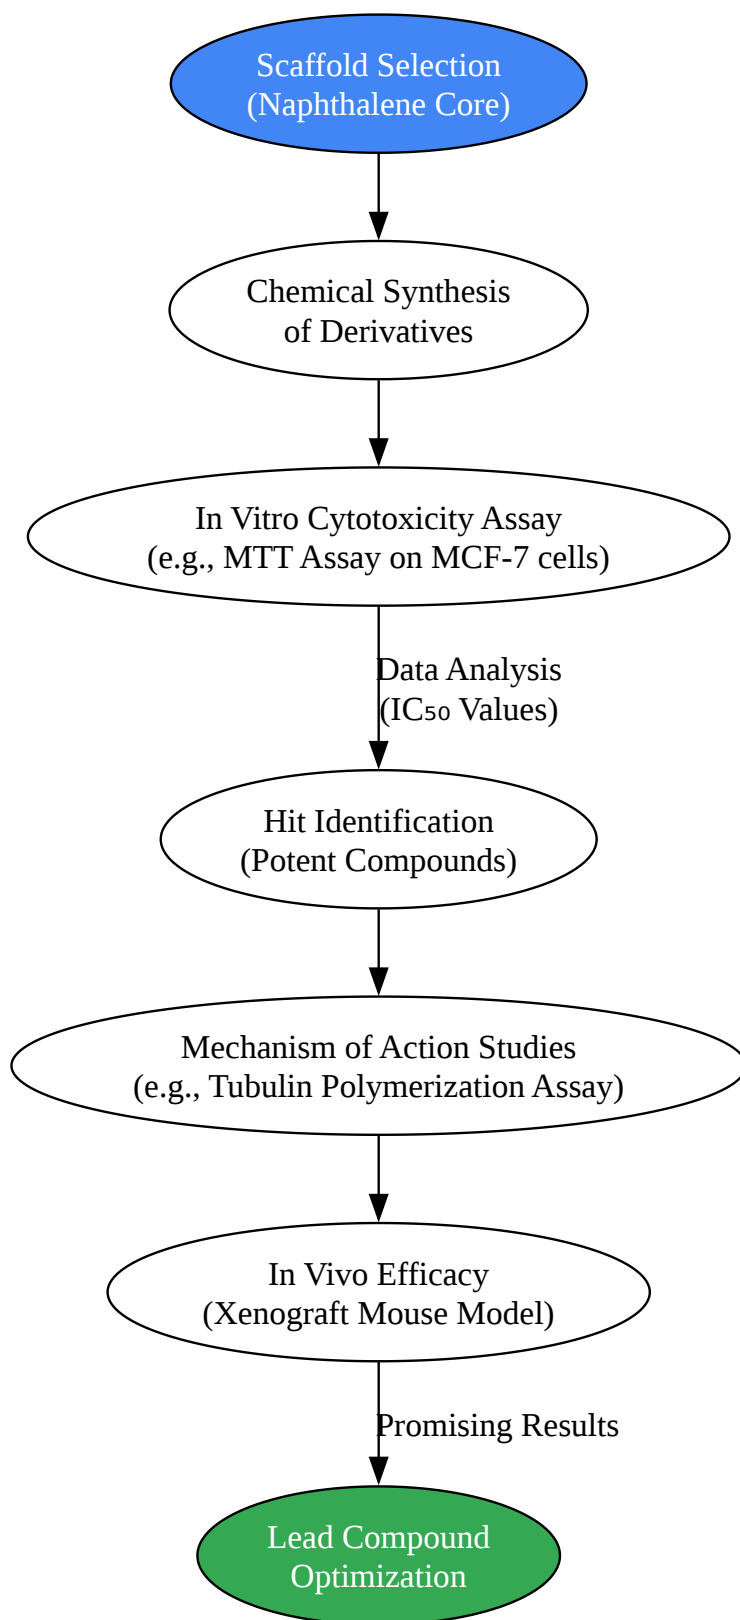 Scaffold Selection
(Naphthalene Core)
Chemical Synthesis
of Derivatives
In Vitro Cytotoxicity Assay
(e.g., MTT Assay on MCF-7 cells)
Data Analysis
(IC₅₀ Values)
Hit Identification
(Potent Compounds)
Mechanism of Action Studies
(e.g., Tubulin Polymerization Assay)
In Vivo Efficacy
(Xenograft Mouse Model)
Promising Results
Lead Compound
Optimization